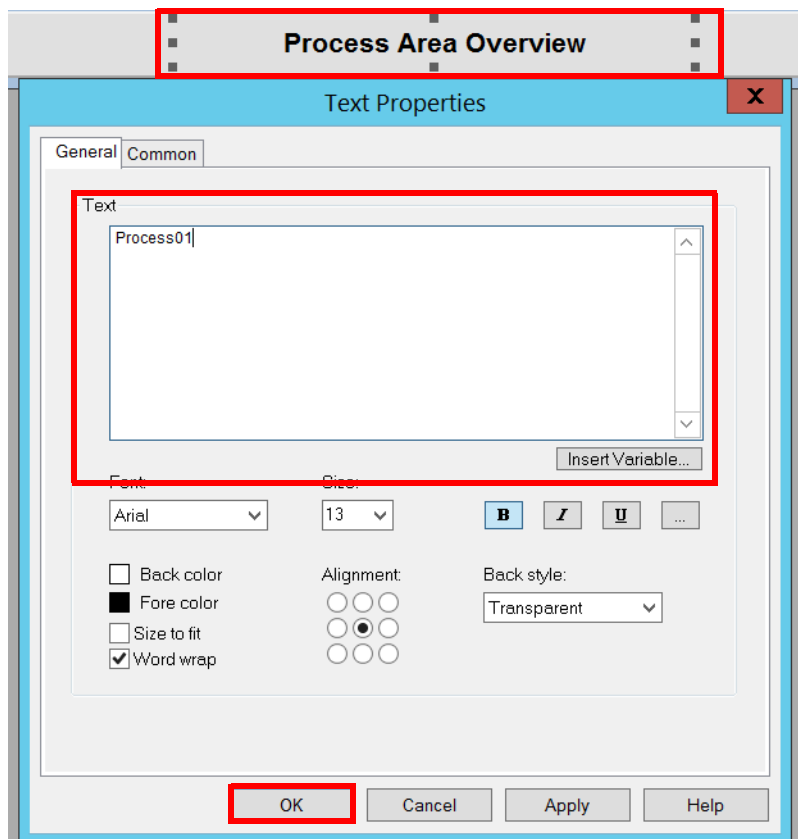 Process Area Overview
Text Properties
X
General Common
Text
Process01
Insert Variable...
Font: Size:
Arial 13 B I U ...
Back color Alignment: Back style:
Fore color
Transparent
Size to fit
Word wrap
OK Cancel Apply Help